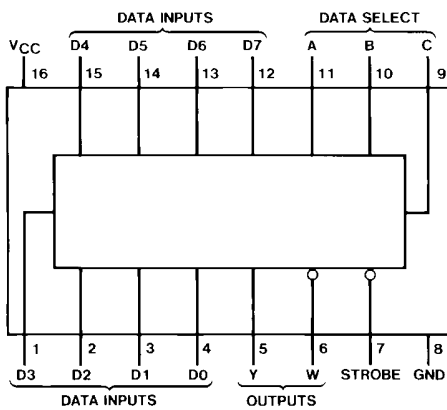 DATA INPUTS DATA SELECT
VCC D4 D5 D6 D7 A B C
16 15 14 13 12 11 10 9
1 2 3 4 5 6 7 8
D3 D2 D1 D0 Y W STROBE GND
DATA INPUTS OUTPUTS